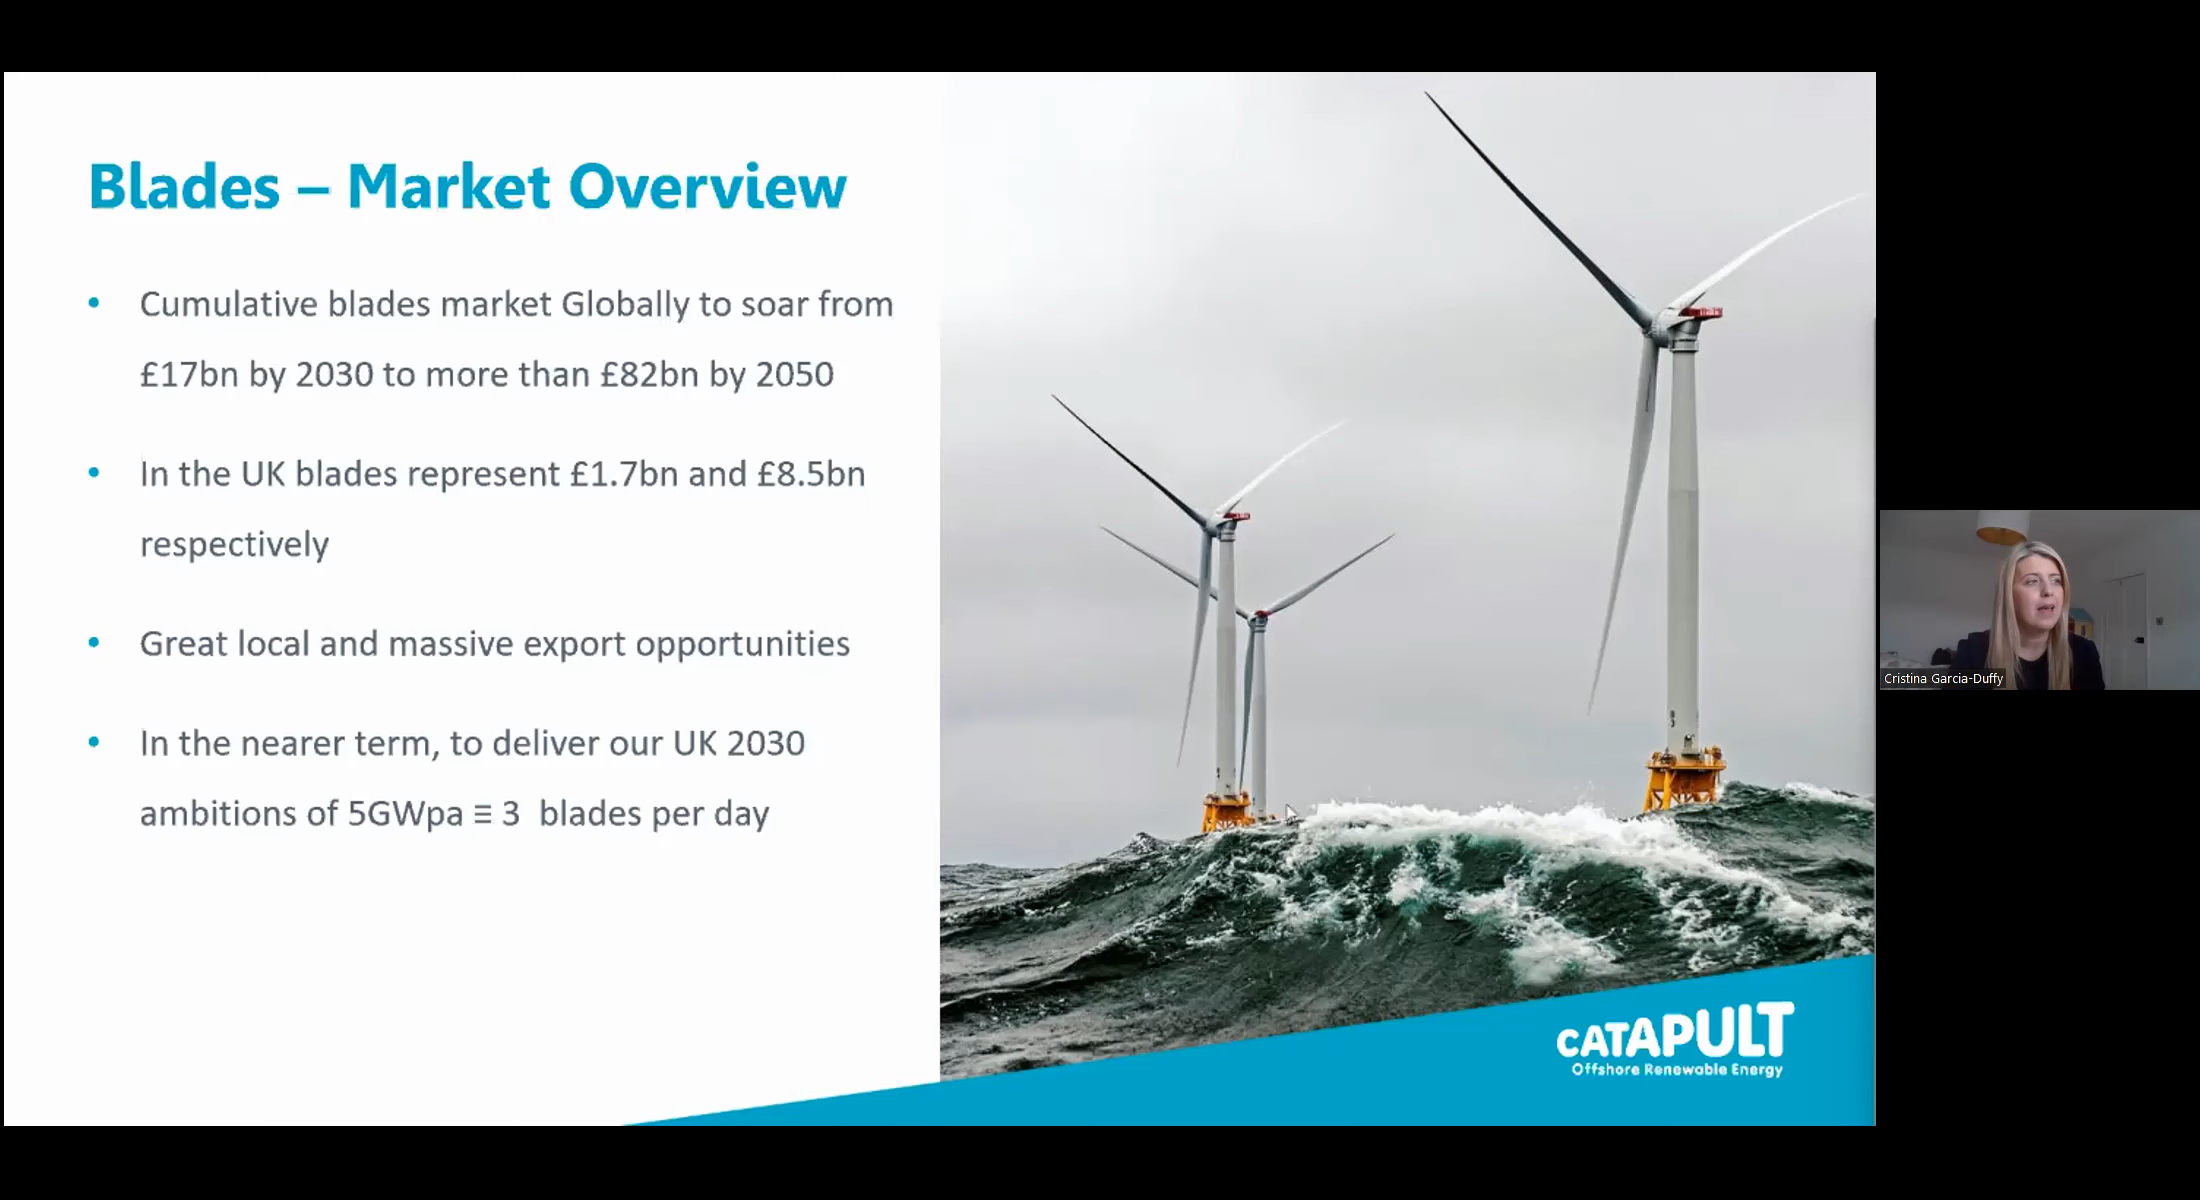 Blades – Market Overview
• Cumulative blades market Globally to soar from
£17bn by 2030 to more than £82bn by 2050
• In the UK blades represent £1.7bn and £8.5bn
respectively
• Great local and massive export opportunities
• In the nearer term, to deliver our UK 2030
ambitions of 5GWpa ≡ 3  blades per day
CATAPULT
Offshore Renewable Energy
Cristina Garcia-Duffy